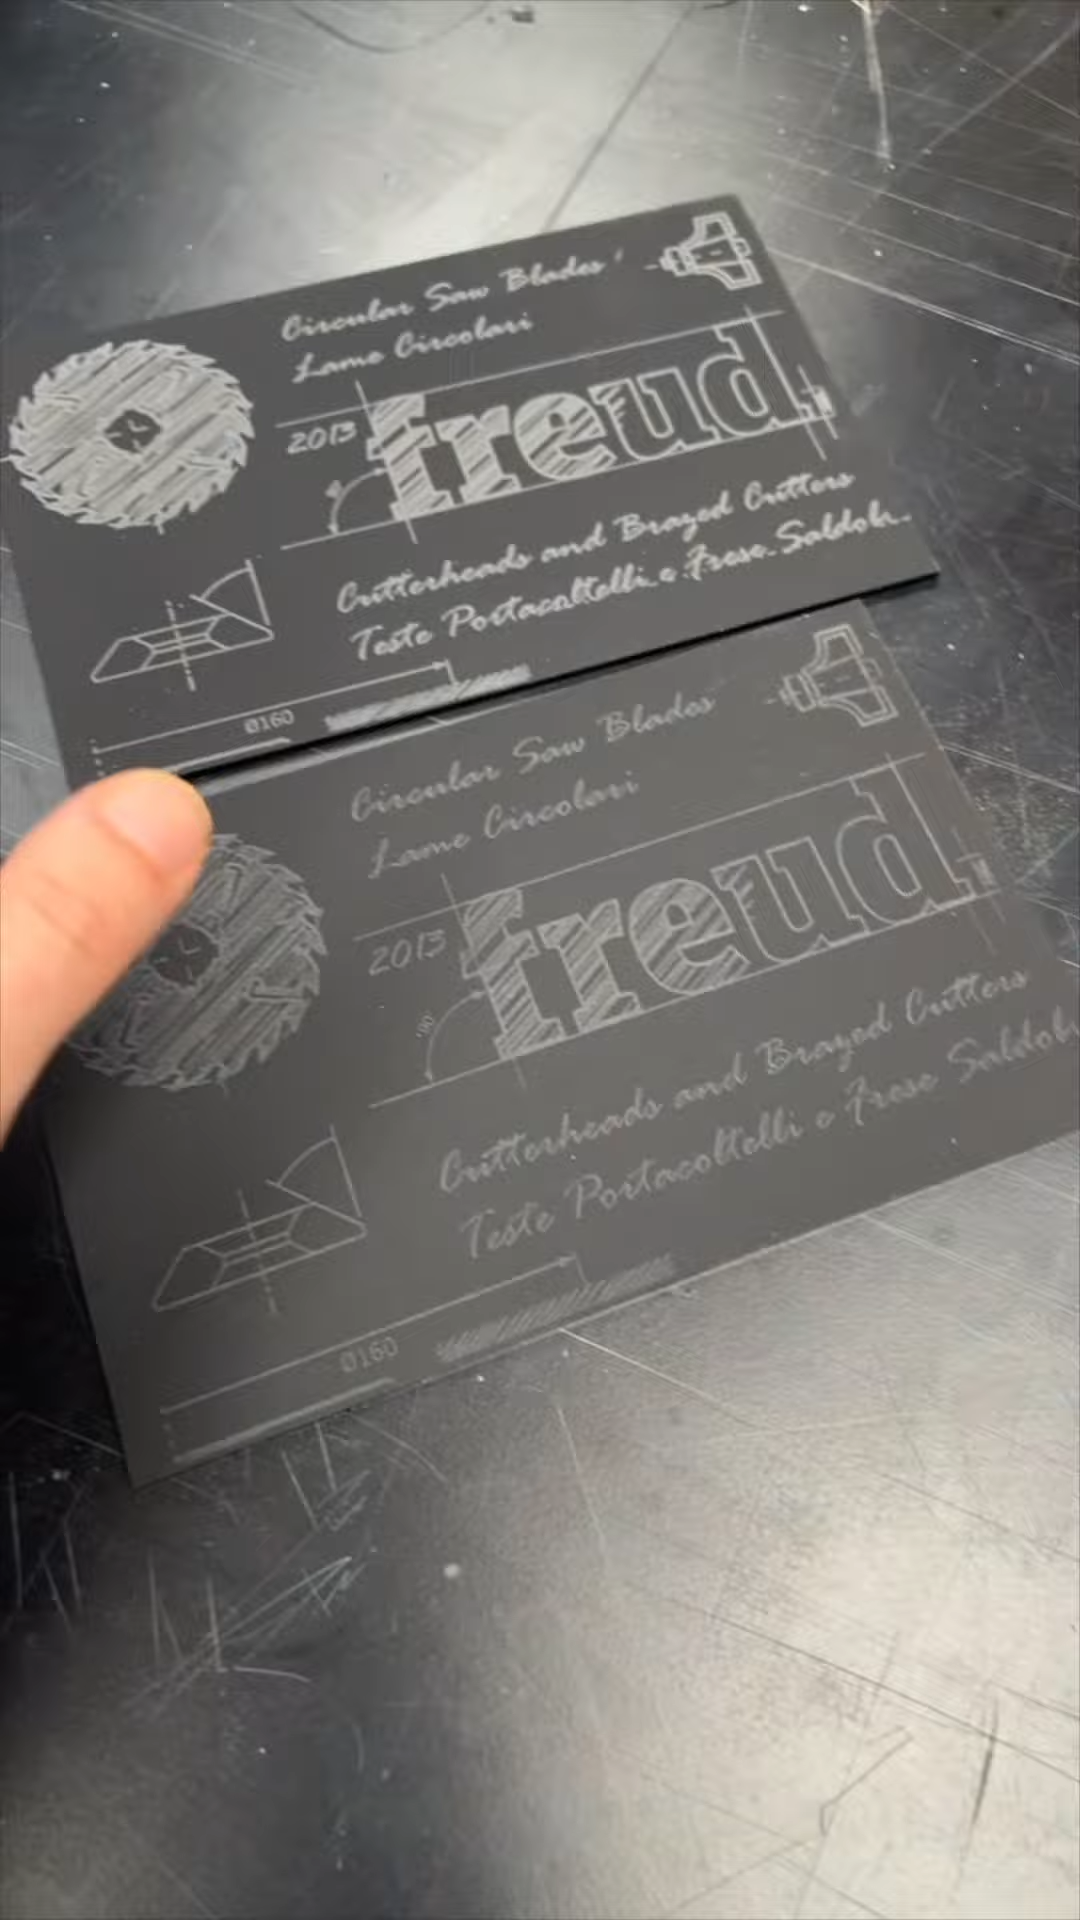 Circular Saw Blades
Lame Circolari
2013 freud
Cutterheads and Brazed Cutters
Teste Portacoltelli e Frese
Ø160
Circular Saw Blades
Lame Circolari
2013 freud
90°
Cutterheads and Brazed Cutters
Teste Portacoltelli e Frese
Ø160